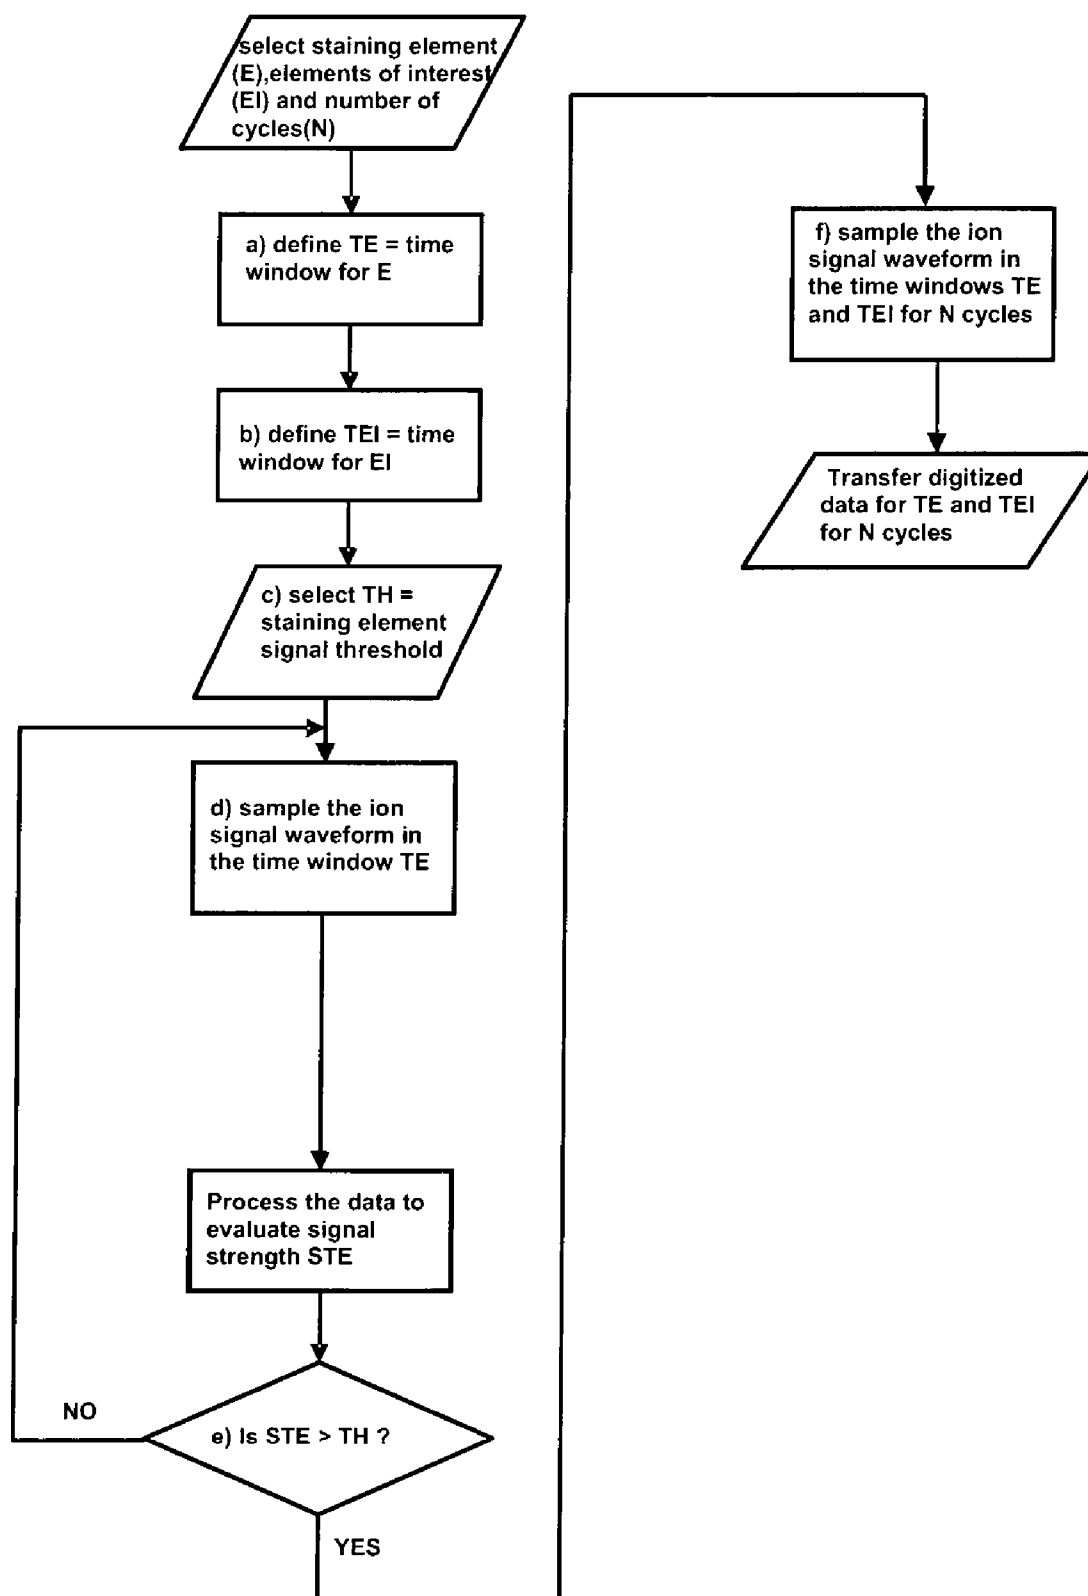 select staining element
(E),elements of interest
(EI) and number of
cycles(N)
a) define TE = time
window for E
b) define TEI = time
window for EI
c) select TH =
staining element
signal threshold
d) sample the ion
signal waveform in
the time window TE
Process the data to
evaluate signal
strength STE
e) Is STE > TH ?
NO
YES
f) sample the ion
signal waveform in
the time windows TE
and TEI for N cycles
Transfer digitized
data for TE and TEI
for N cycles